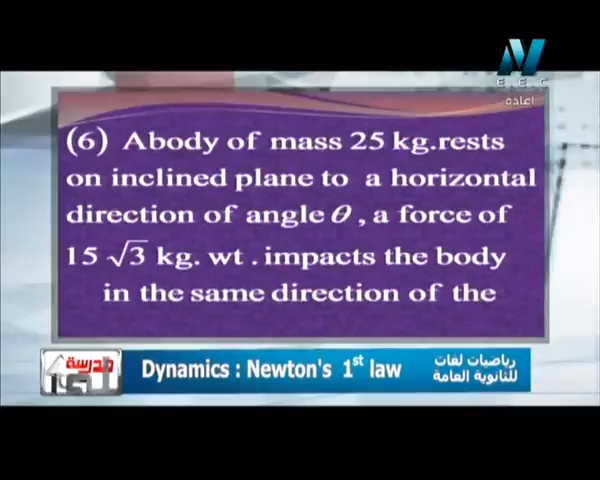 E.E.C
إعادة
(6) Abody of mass 25 kg.rests
on inclined plane to a horizontal
direction of angle θ , a force of
15 √3 kg. wt . impacts the body
in the same direction of the
مدرسة
Dynamics : Newton's 1st law
رياضيات لغات
للثانوية العامة